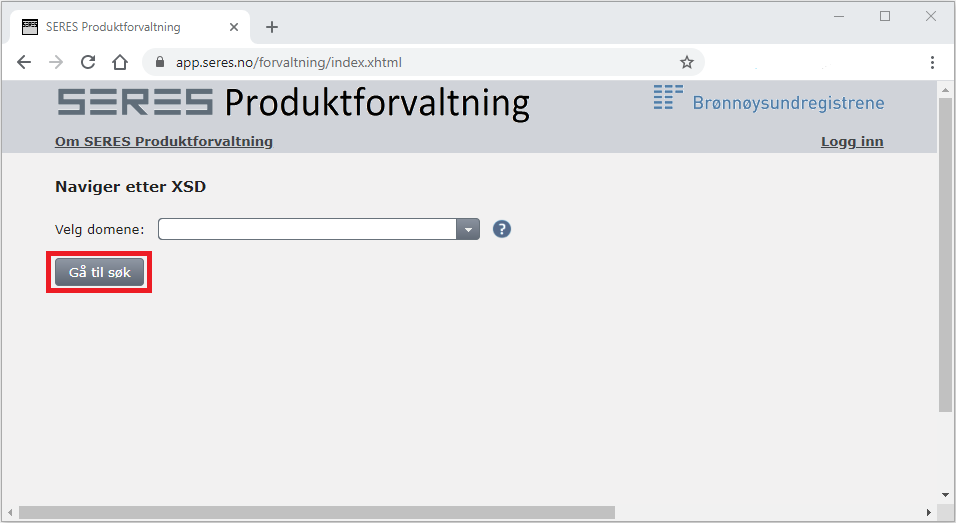 SERES Produktforvaltning
app.seres.no/forvaltning/index.xhtml
SERES Produktforvaltning
Brønnøysundregistrene
Om SERES Produktforvaltning
Logg inn
Naviger etter XSD
Velg domene:
?
Gå til søk